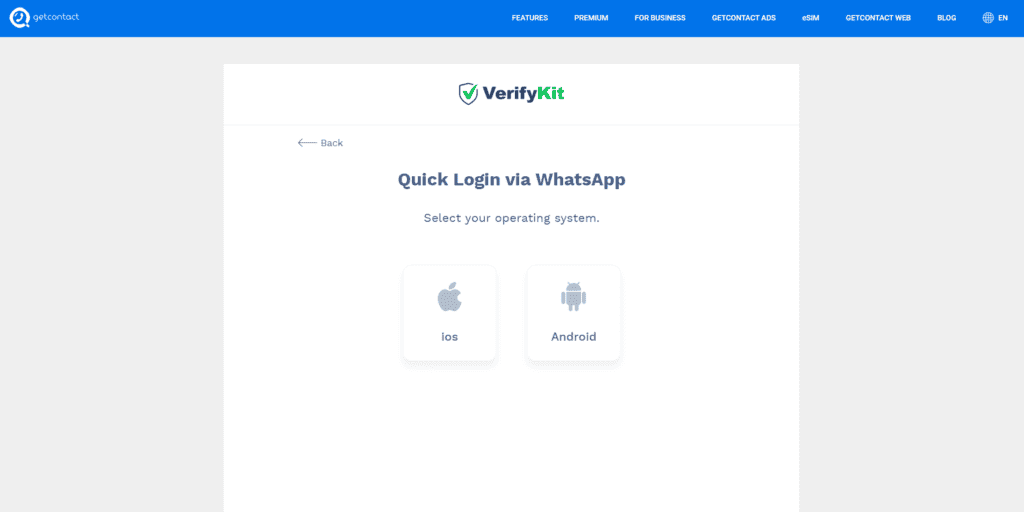 getcontact FEATURES PREMIUM FOR BUSINESS GETCONTACT ADS eSIM GETCONTACT WEB BLOG EN
VerifyKit
Back
Quick Login via WhatsApp
Select your operating system.
ios Android